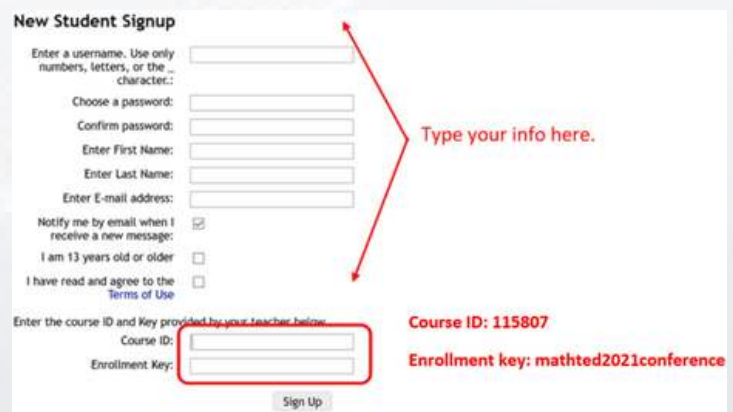 New Student Signup
Enter a username. Use only
numbers, letters, or the _
character.:
Choose a password:
Confirm password:
Type your info here.
Enter First Name:
Enter Last Name:
Enter E-mail address:
Notify me by email when I
receive a new message:
I am 13 years old or older
I have read and agree to the
Terms of Use
Enter the course ID and Key provided by your teacher below
Course ID: 115807
Course ID:
Enrollment key: mathted2021conference
Enrollment Key:
Sign Up